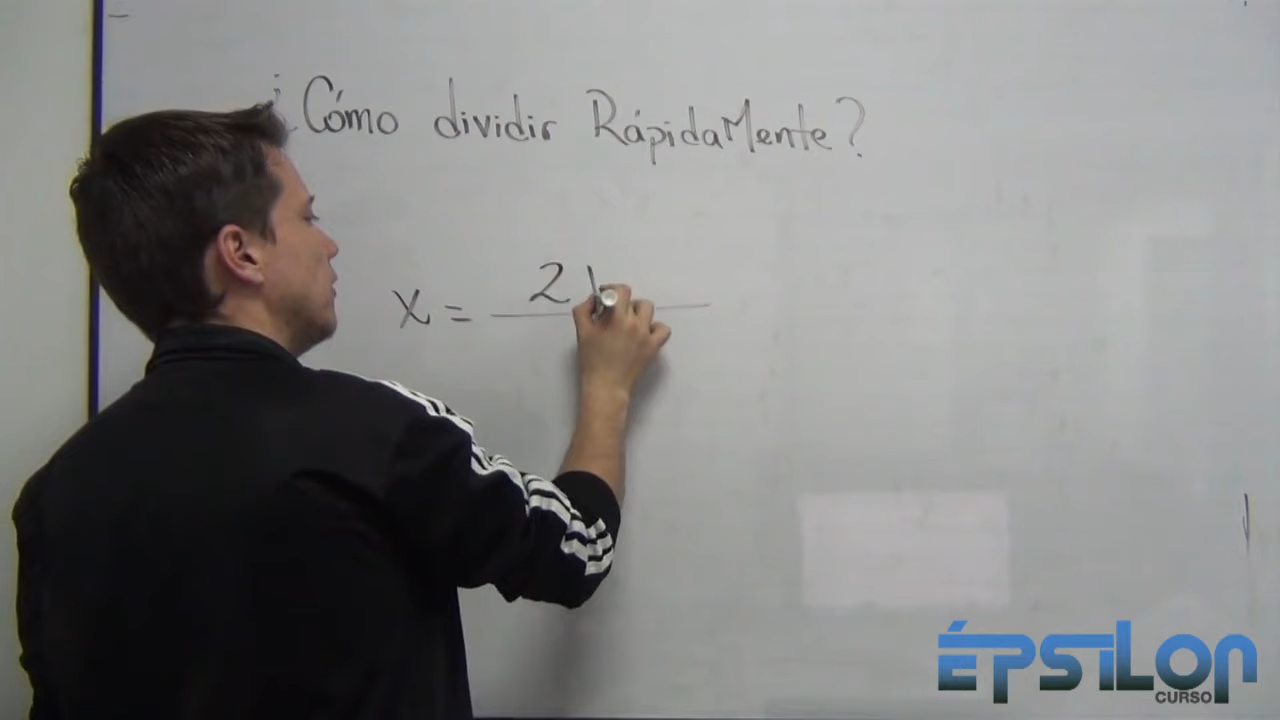 ¿Cómo dividir RápidaMente?
x = 2
ÉPSILON
CURSO